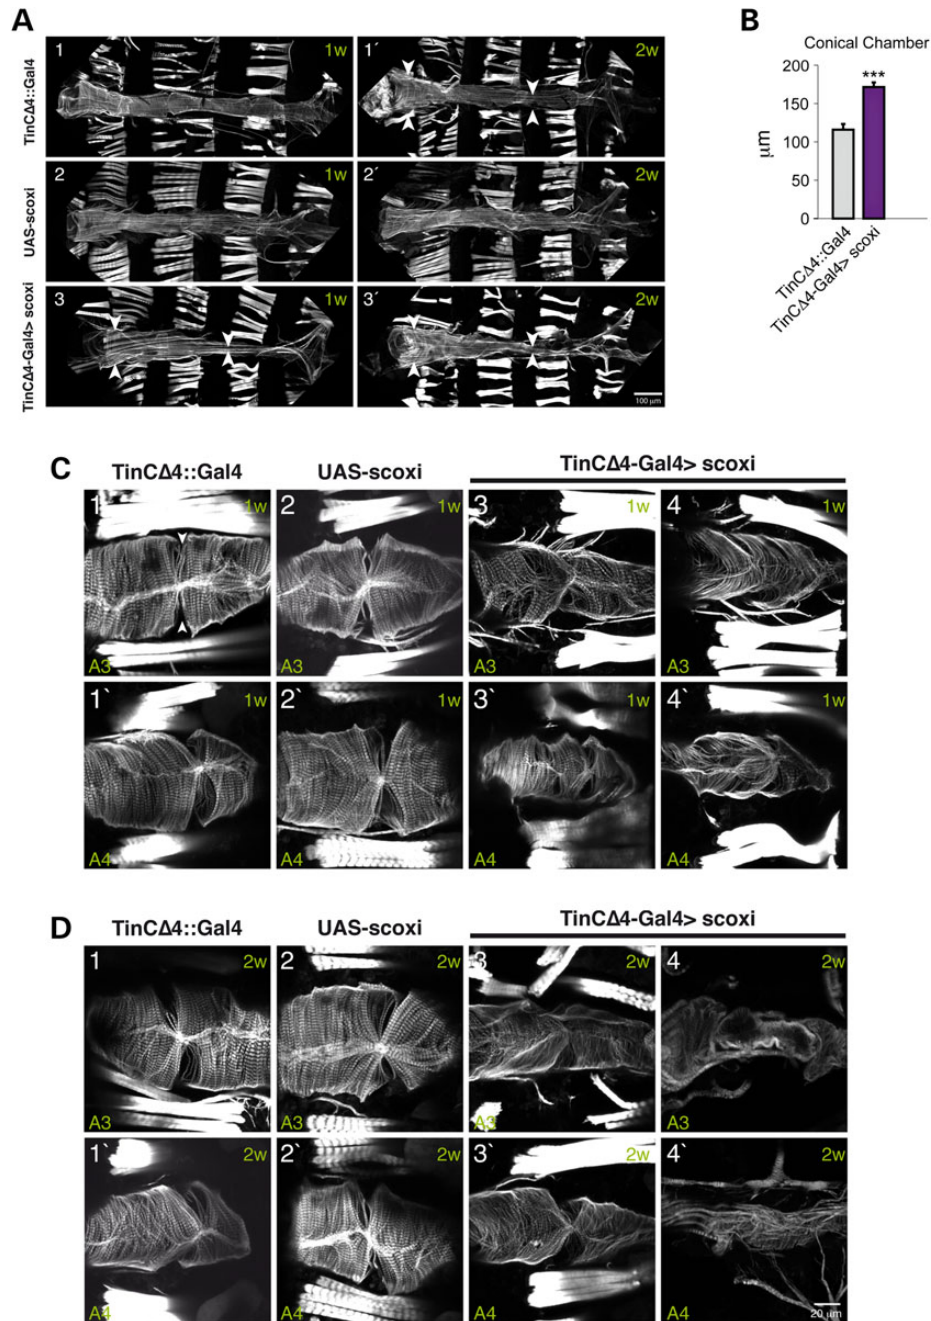 A
B
TinCΔ4::Gal4
1 1w
1´ 2w
UAS-scoxi
2 1w
2´ 2w
TinCΔ4-Gal4> scoxi
3 1w
3´ 2w
100 μm
Conical Chamber
200
150
100
50
0
μm
***
TinCΔ4::Gal4
TinCΔ4-Gal4> scoxi
C
TinCΔ4::Gal4 UAS-scoxi TinCΔ4-Gal4> scoxi
1 1w 2 1w 3 1w 4 1w
A3 A3 A3 A3
1` 1w 2` 1w 3` 1w 4` 1w
A4 A4 A4 A4
D
TinCΔ4::Gal4 UAS-scoxi TinCΔ4-Gal4> scoxi
1 2w 2 2w 3 2w 4 2w
A3 A3 A3 A3
1` 2w 2` 2w 3` 2w 4` 2w
A4 A4 A4 A4
20 μm